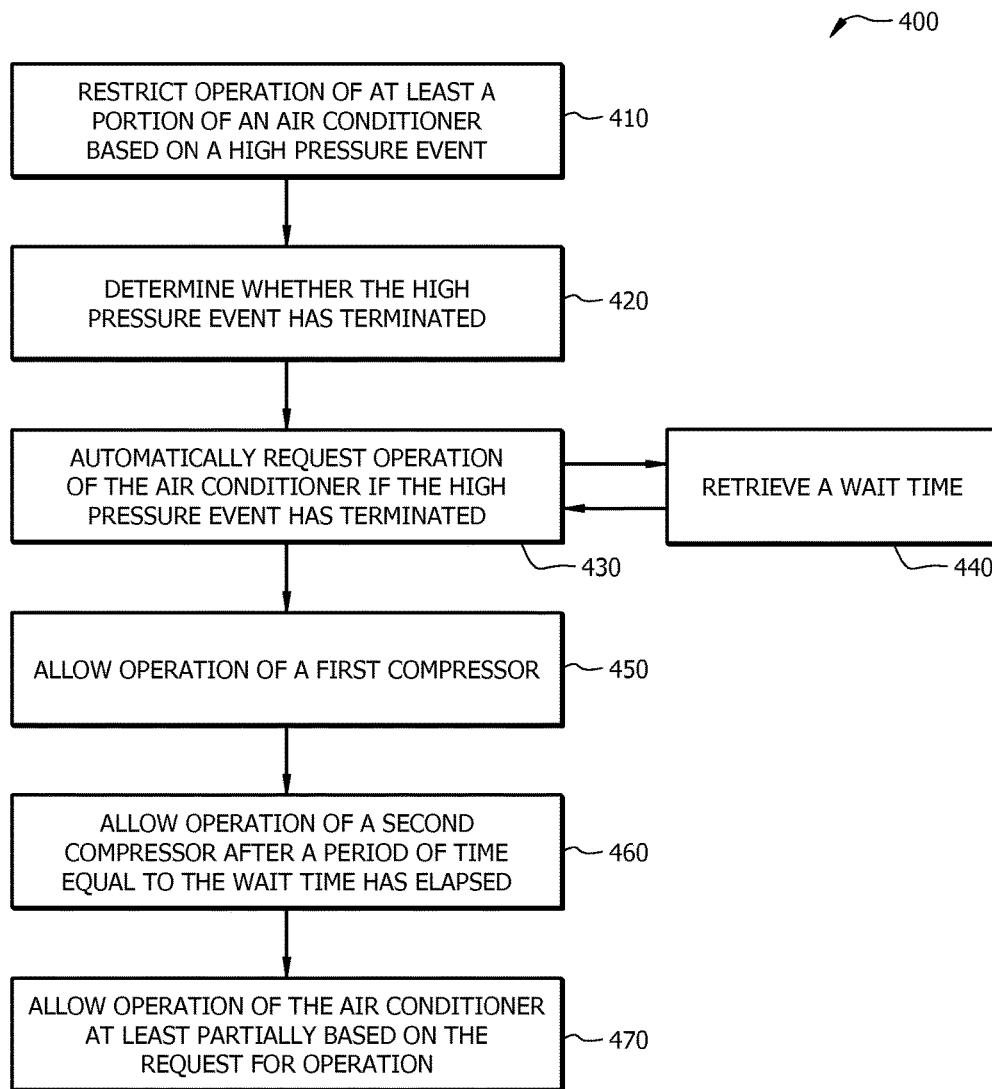 400
RESTRICT OPERATION OF AT LEAST A
PORTION OF AN AIR CONDITIONER
BASED ON A HIGH PRESSURE EVENT
410
DETERMINE WHETHER THE HIGH
PRESSURE EVENT HAS TERMINATED
420
AUTOMATICALLY REQUEST OPERATION
OF THE AIR CONDITIONER IF THE HIGH
PRESSURE EVENT HAS TERMINATED
430
RETRIEVE A WAIT TIME
440
ALLOW OPERATION OF A FIRST COMPRESSOR
450
ALLOW OPERATION OF A SECOND
COMPRESSOR AFTER A PERIOD OF TIME
EQUAL TO THE WAIT TIME HAS ELAPSED
460
ALLOW OPERATION OF THE AIR CONDITIONER
AT LEAST PARTIALLY BASED ON THE
REQUEST FOR OPERATION
470